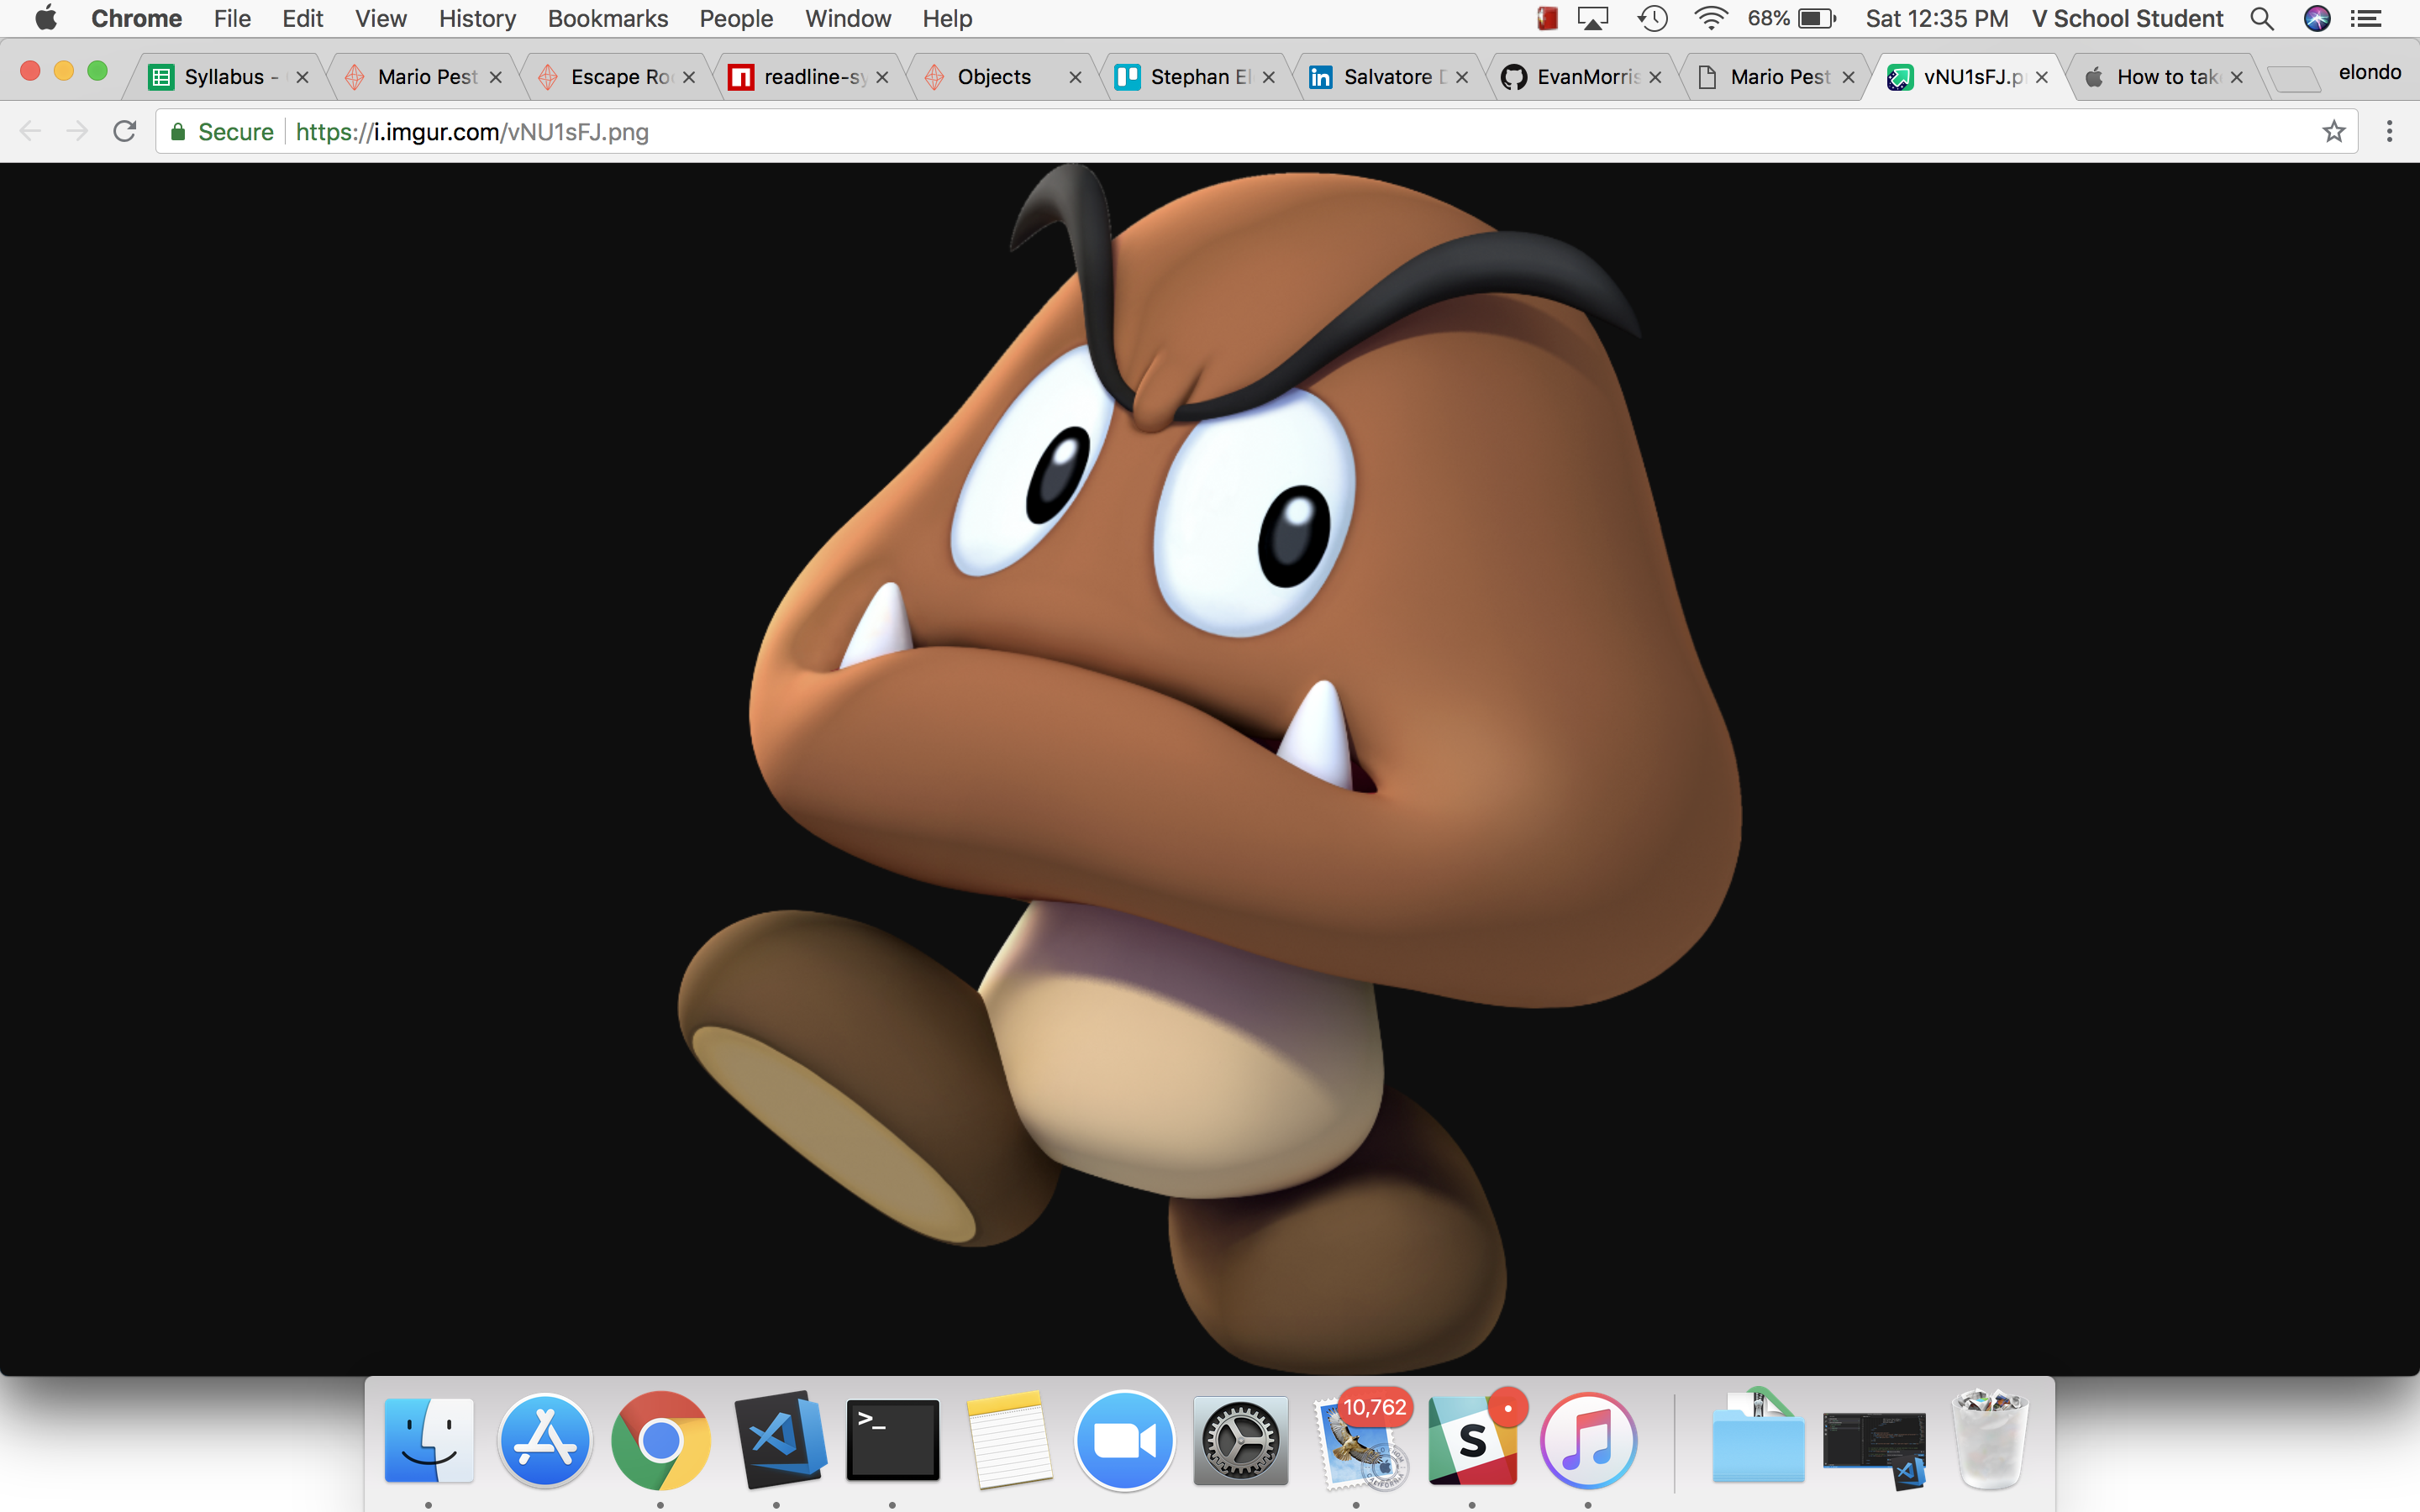 Chrome File Edit View History Bookmarks People Window Help 68% Sat 12:35 PM V School Student
Syllabus - Mario Pest Escape Ro readline-sy Objects Stephan El Salvatore D EvanMorris Mario Pest vNU1sFJ.p How to tak elondo
Secure https://i.imgur.com/vNU1sFJ.png
>_ 10,762 S